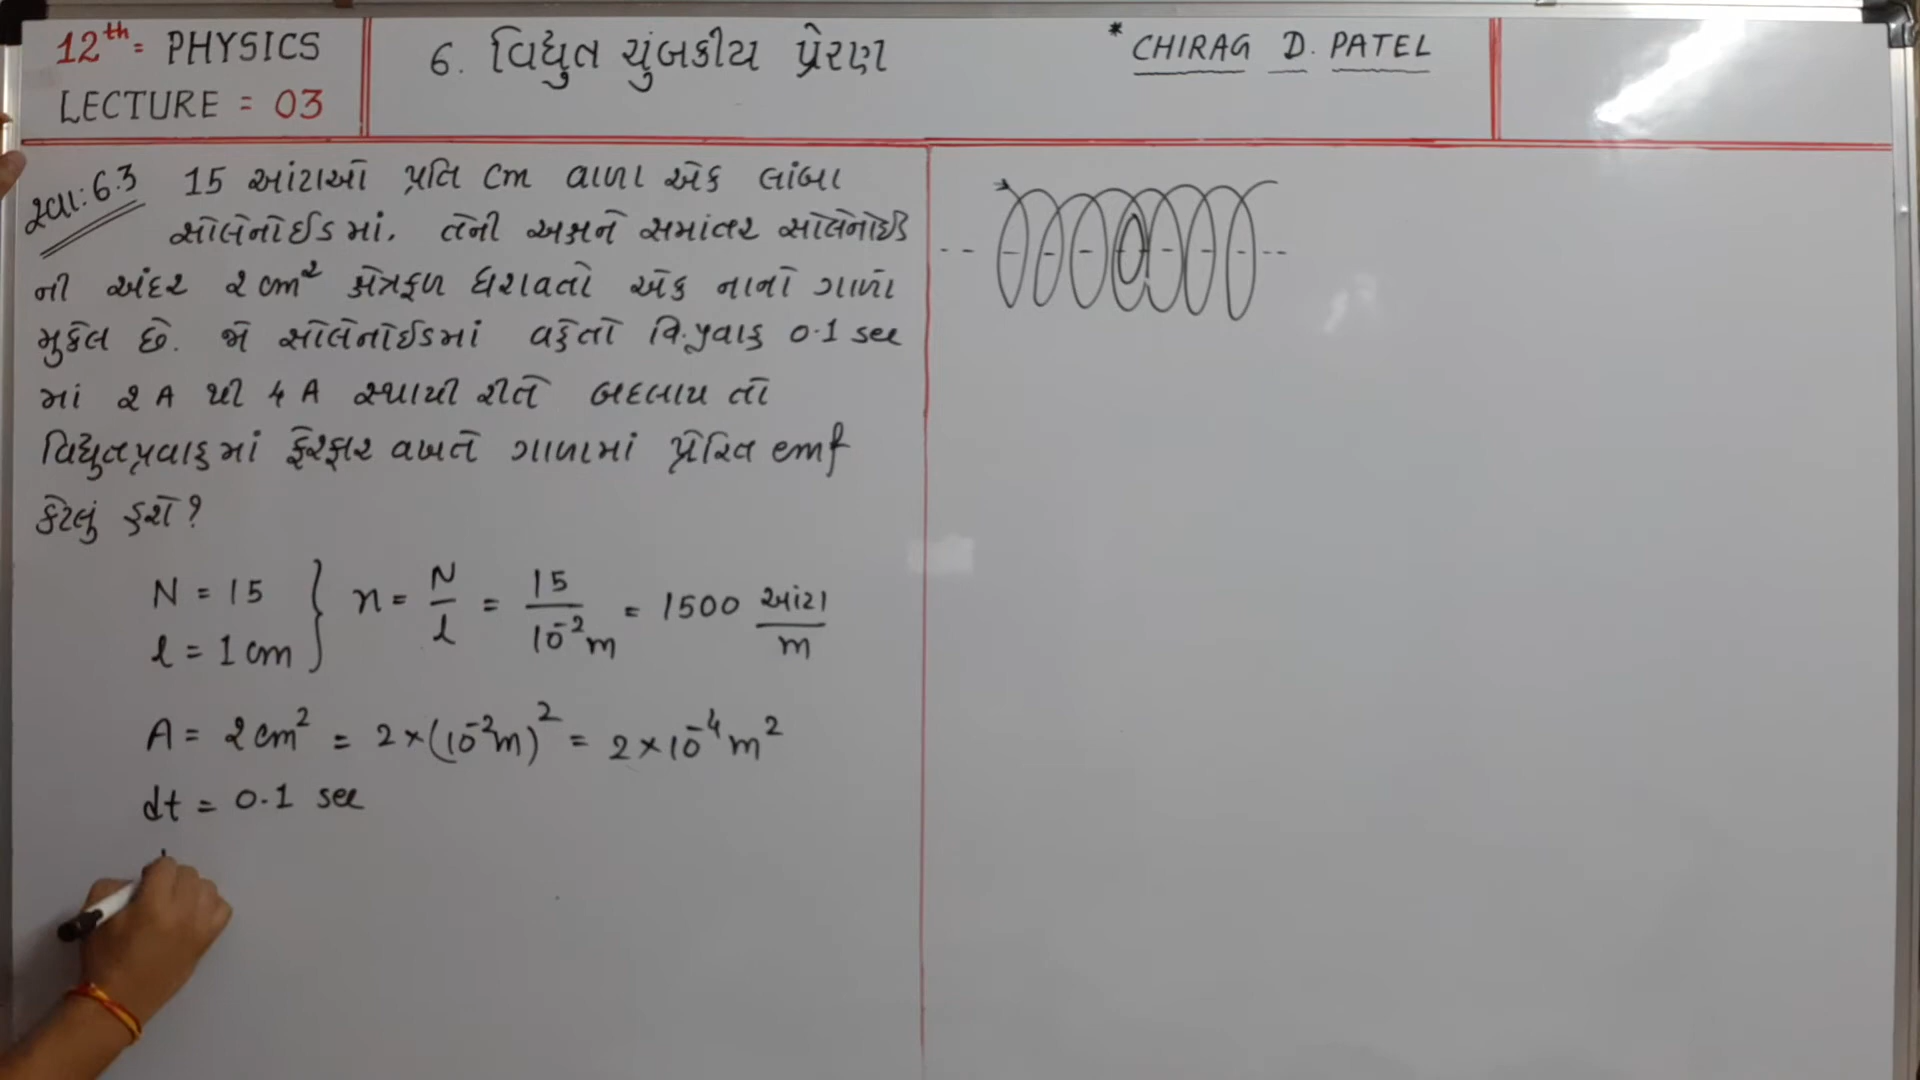 12th = PHYSICS
LECTURE = 03
6. વિદ્યુત ચુંબકીય પ્રેરણ
* CHIRAG D. PATEL
સ્વા: 6.3 15 આંટાઓ પ્રતિ cm વાળા એક લાંબા
સોલેનોઈડમાં, તેની અક્ષને સમાંતર સોલેનોઈડ
ની અંદર ૨ cm² ક્ષેત્રફળ ધરાવતો એક નાનો ગાળો
મુકેલ છે. જો સોલેનોઈડમાં વહેતો વિ.પ્રવાહ 0.1 sec
માં ૨ A થી 4 A સ્થાયી રીતે બદલાય તો
વિદ્યુતપ્રવાહમાં ફેરફાર વખતે ગાળામાં પ્રેરિત emf
કેટલું હશે?
N = 15
l = 1 cm } n = N/l = 15/10⁻² m = 1500 આંટા/m
A = ૨ cm² = 2 × (10⁻² m)² = 2 × 10⁻⁴ m²
dt = 0.1 sec